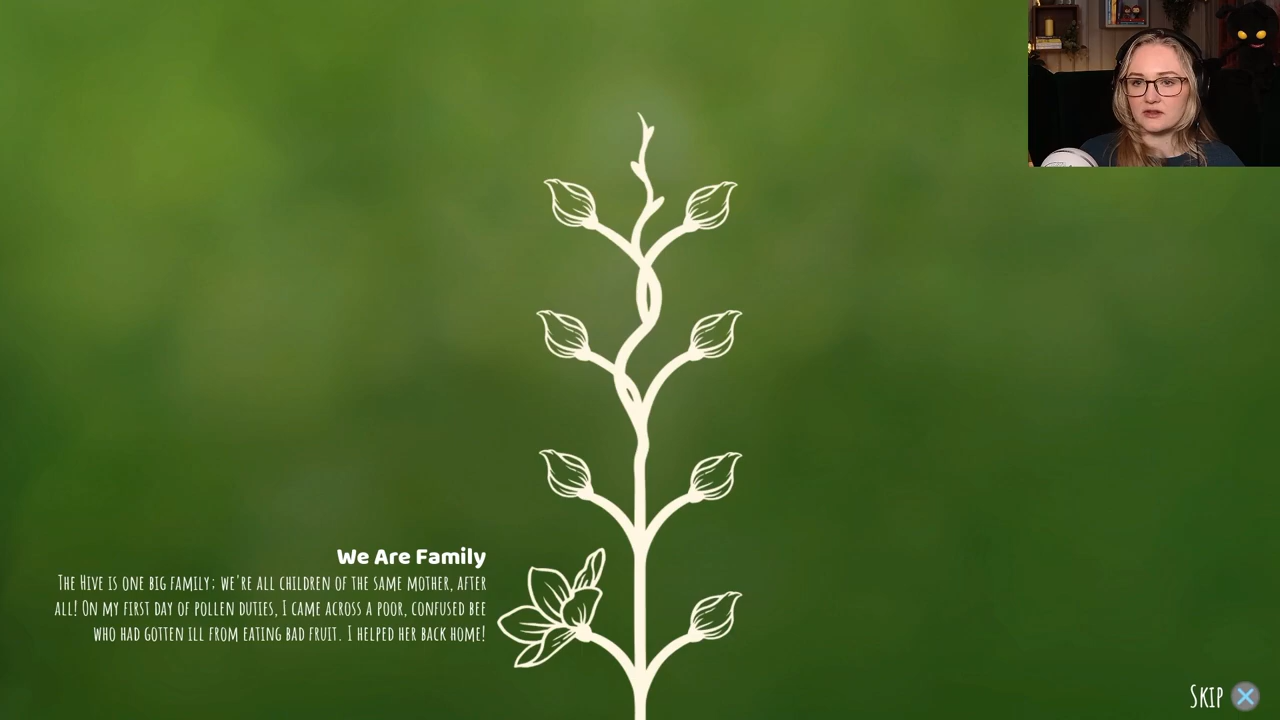 We Are Family
The Hive is one big family; we're all children of the same mother, after
all! On my first day of pollen duties, I came across a poor, confused bee
who had gotten ill from eating bad fruit. I helped her back home!
Skip